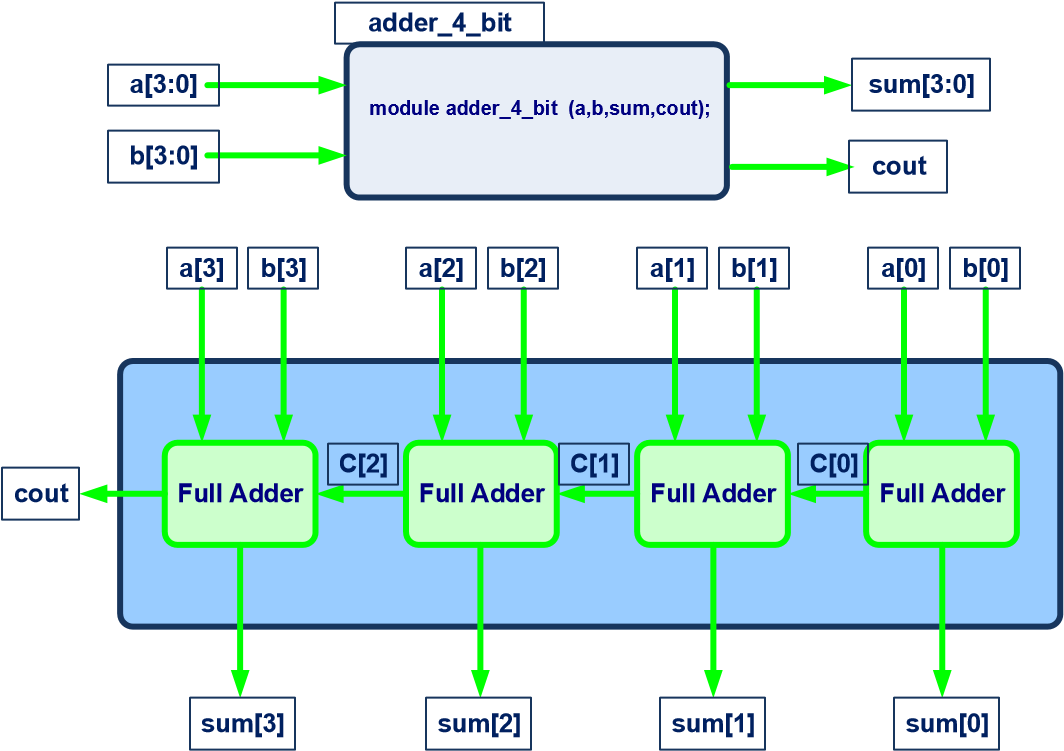 adder_4_bit
a[3:0]
module adder_4_bit (a,b,sum,cout);
sum[3:0]
b[3:0]
cout
a[3]
b[3]
a[2]
b[2]
a[1]
b[1]
a[0]
b[0]
C[2]
C[1]
C[0]
cout
Full Adder
Full Adder
Full Adder
Full Adder
sum[3]
sum[2]
sum[1]
sum[0]